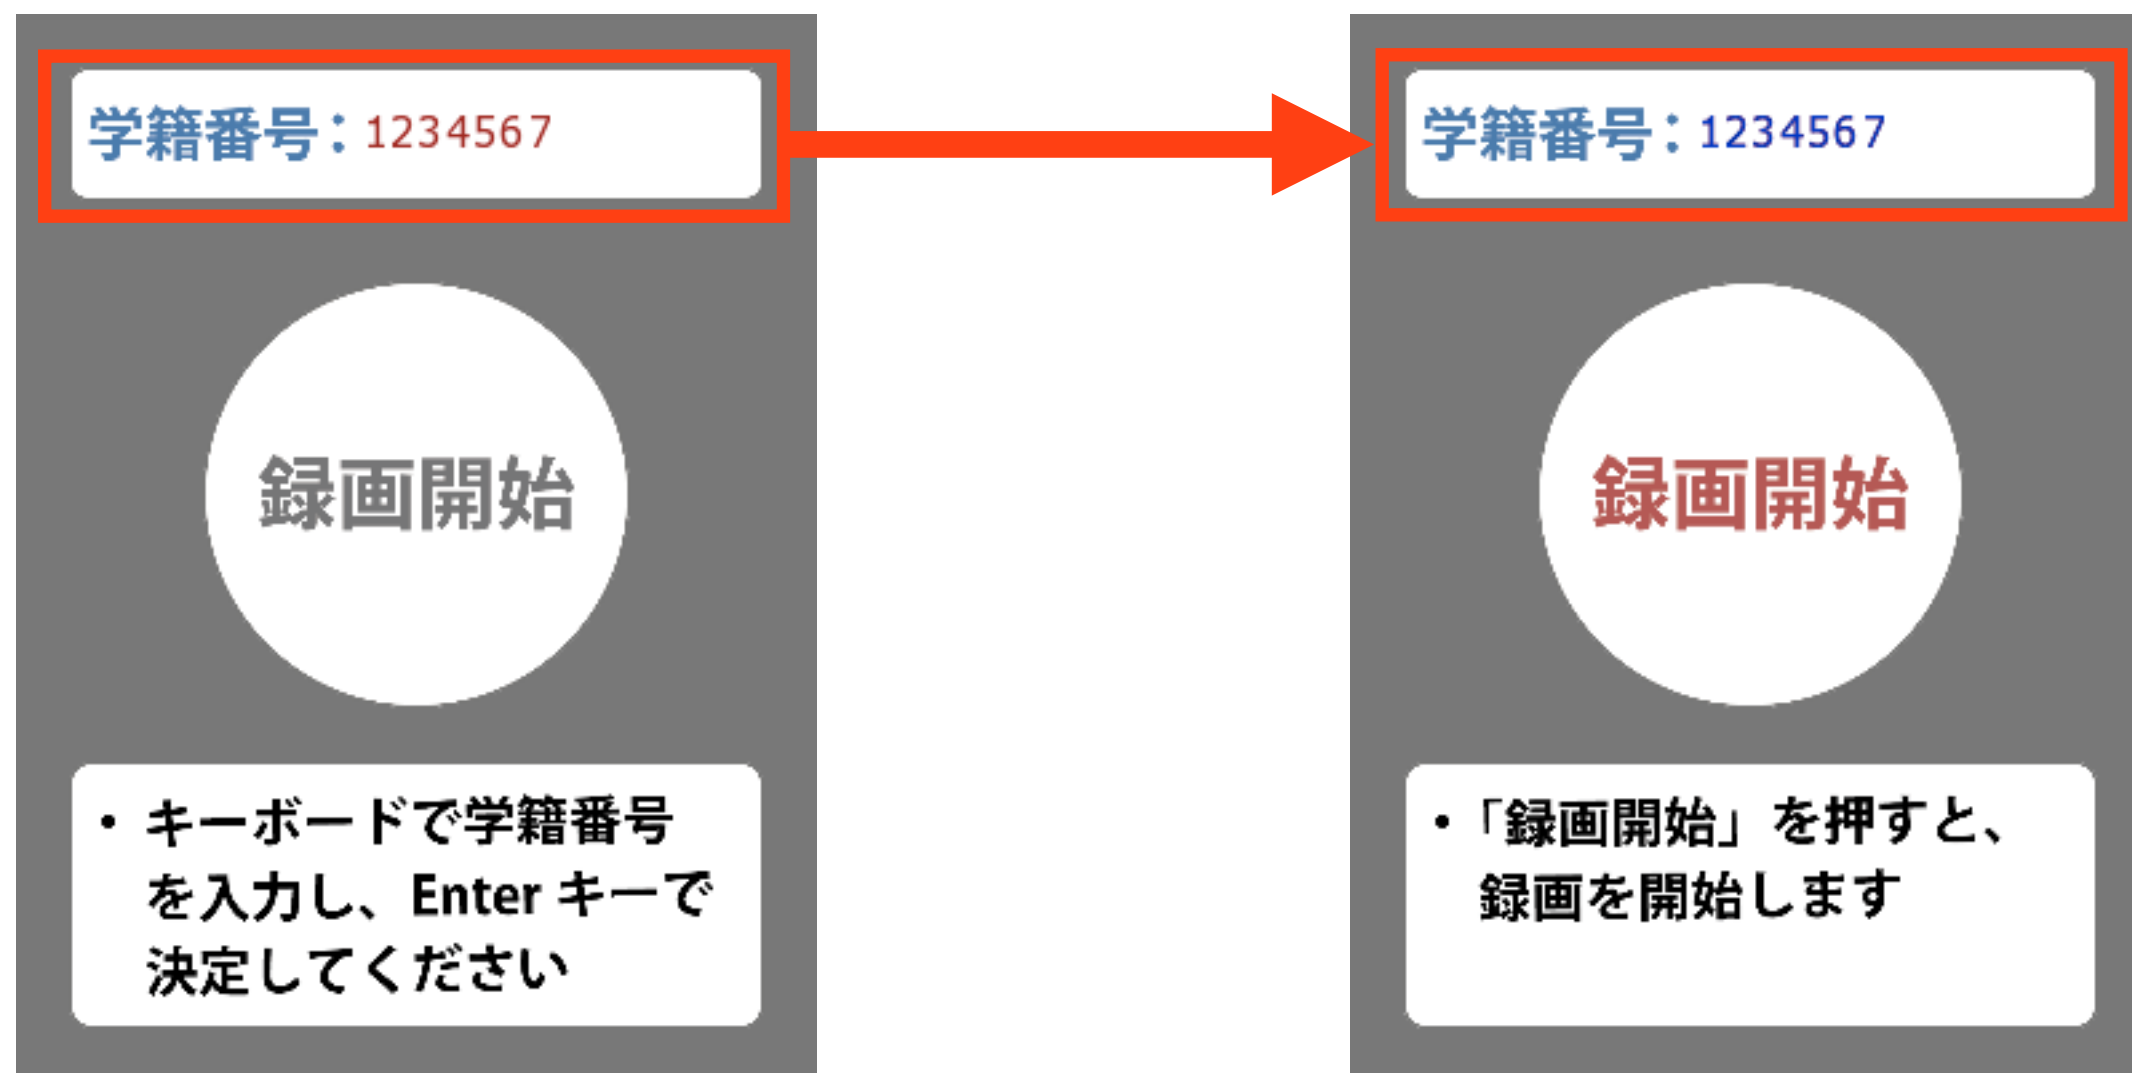 学籍番号：1234567
録画開始
・ キーボードで学籍番号
を入力し、Enter キーで
決定してください
学籍番号：1234567
録画開始
・「録画開始」を押すと、
録画を開始します